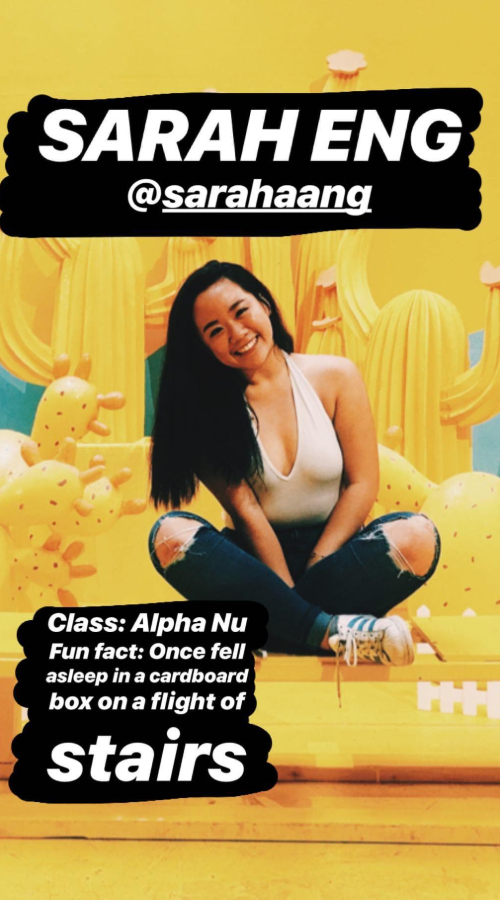 SARAH ENG
@sarahaang
Class: Alpha Nu
Fun fact: Once fell
asleep in a cardboard
box on a flight of
stairs